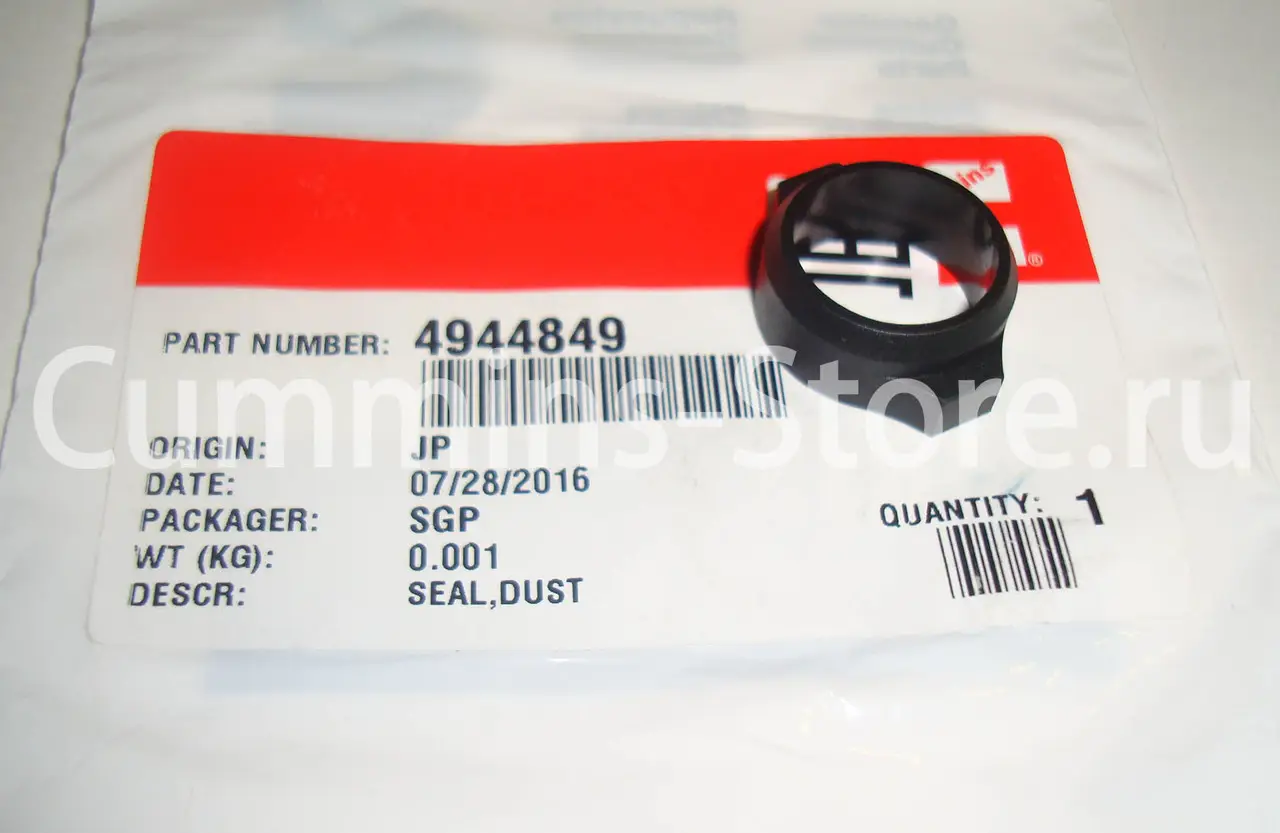 ins
®
PART NUMBER: 4944849
Cummins-Store.ru
ORIGIN: JP
DATE: 07/28/2016
PACKAGER: SGP
WT (KG): 0.001
DESCR: SEAL,DUST
QUANTITY: 1